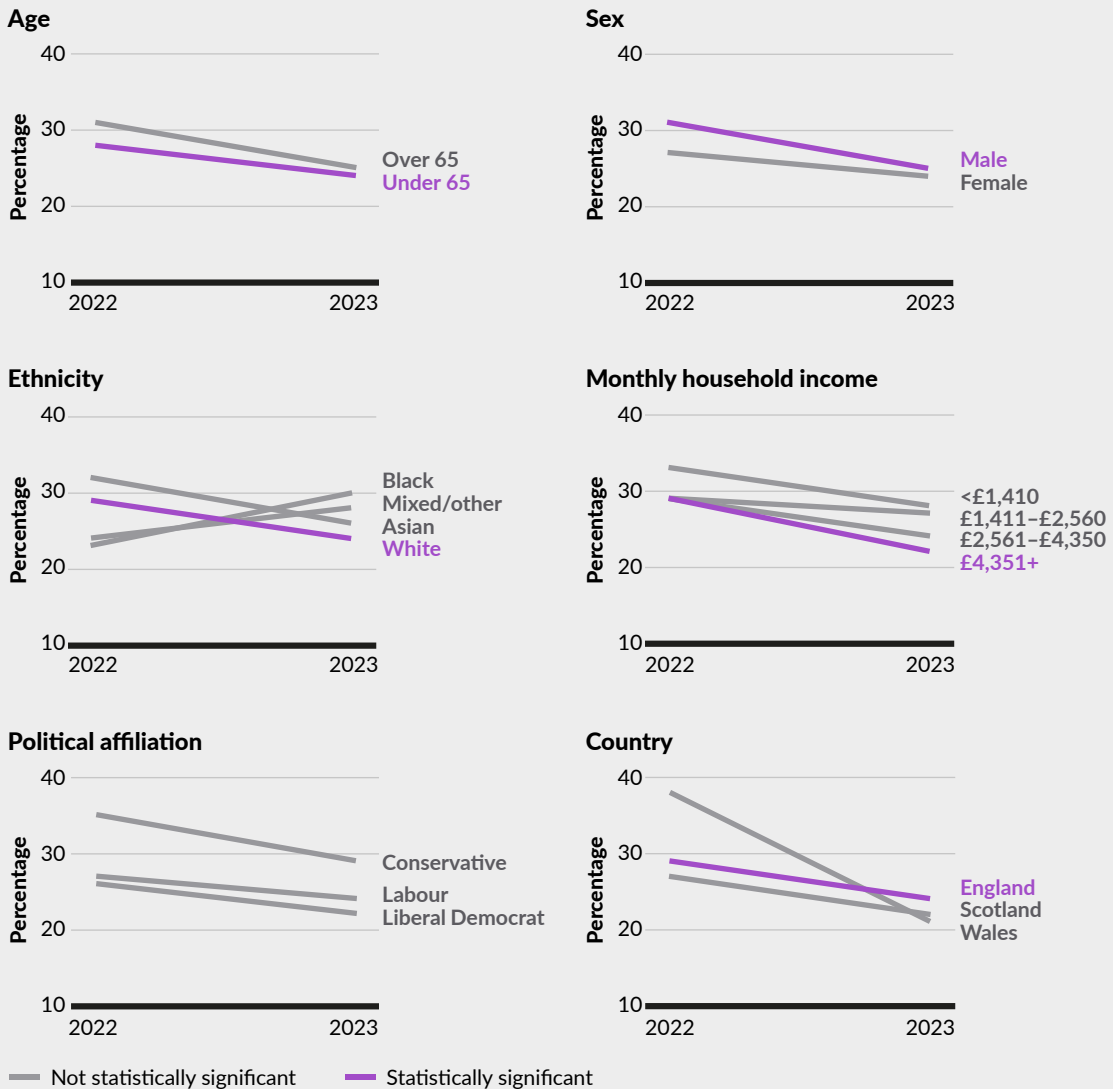 Age
40
30
20
10
Percentage
2022
2023
Over 65
Under 65
Sex
40
30
20
10
Percentage
2022
2023
Male
Female
Ethnicity
40
30
20
10
Percentage
2022
2023
Black
Mixed/other
Asian
White
Monthly household income
40
30
20
10
Percentage
2022
2023
<£1,410
£1,411–£2,560
£2,561–£4,350
£4,351+
Political affiliation
40
30
20
10
Percentage
2022
2023
Conservative
Labour
Liberal Democrat
Country
40
30
20
10
Percentage
2022
2023
England
Scotland
Wales
Not statistically significant
Statistically significant